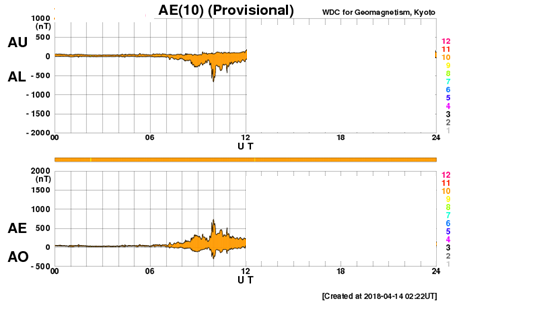 AE(10) (Provisional)
WDC for Geomagnetism, Kyoto
1000
(nT)
500
0
- 500
- 1000
- 1500
- 2000
AU
AL
00 06 12 18 24
U T
12
11
10
9
8
7
6
5
4
3
2
1
2000
(nT)
1500
1000
500
0
- 500
AE
AO
00 06 12 18 24
U T
12
11
10
9
8
7
6
5
4
3
2
1
[Created at 2018-04-14 02:22UT]